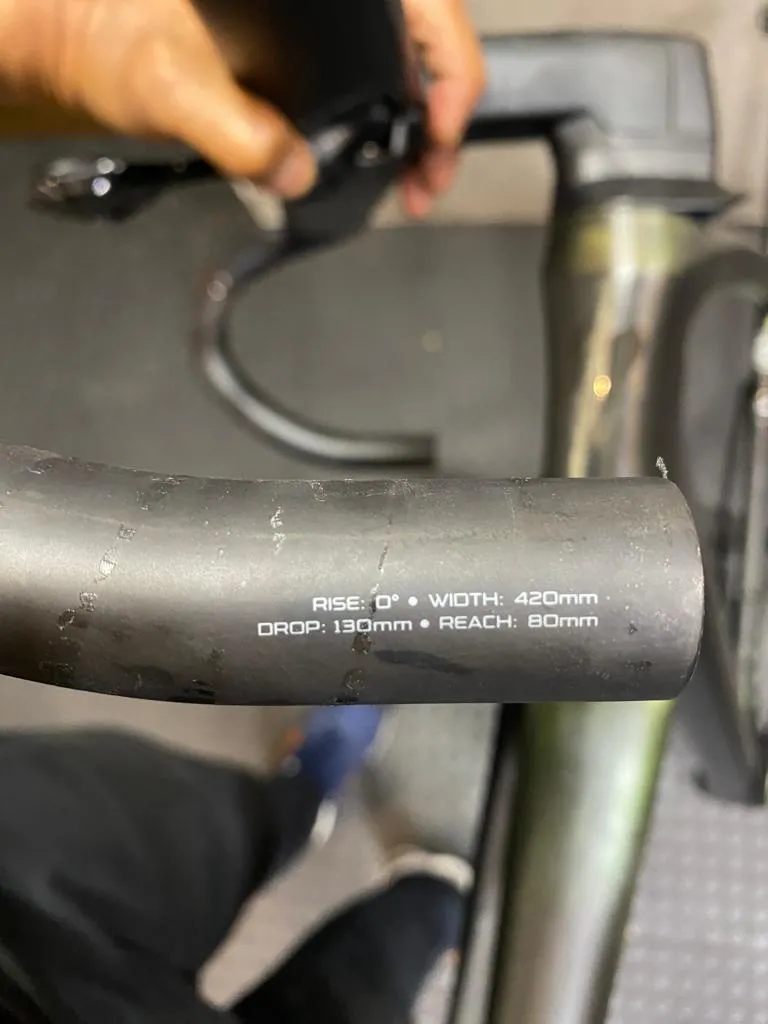 RISE: 0° • WIDTH: 420mm
DROP: 130mm • REACH: 80mm